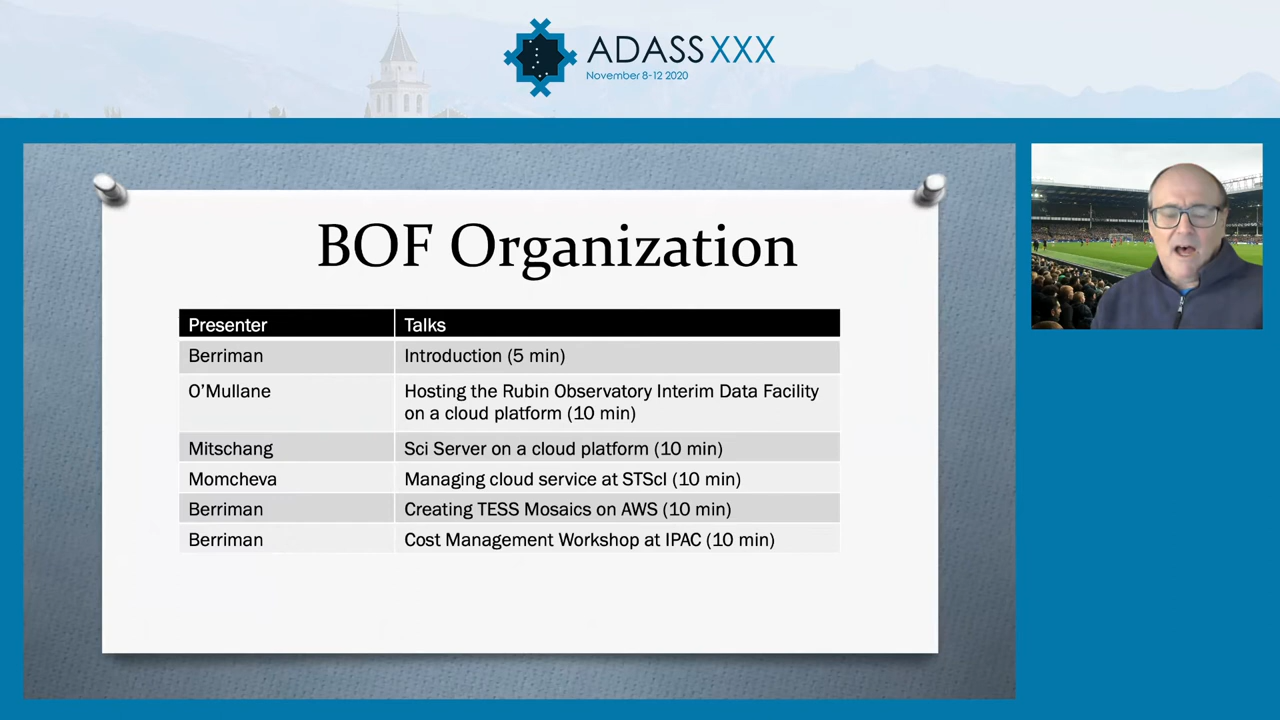 ADASS XXX
November 8-12 2020
BOF Organization
Presenter Talks
Berriman Introduction (5 min)
O’Mullane Hosting the Rubin Observatory Interim Data Facility
on a cloud platform (10 min)
Mitschang Sci Server on a cloud platform (10 min)
Momcheva Managing cloud service at STScI (10 min)
Berriman Creating TESS Mosaics on AWS (10 min)
Berriman Cost Management Workshop at IPAC (10 min)